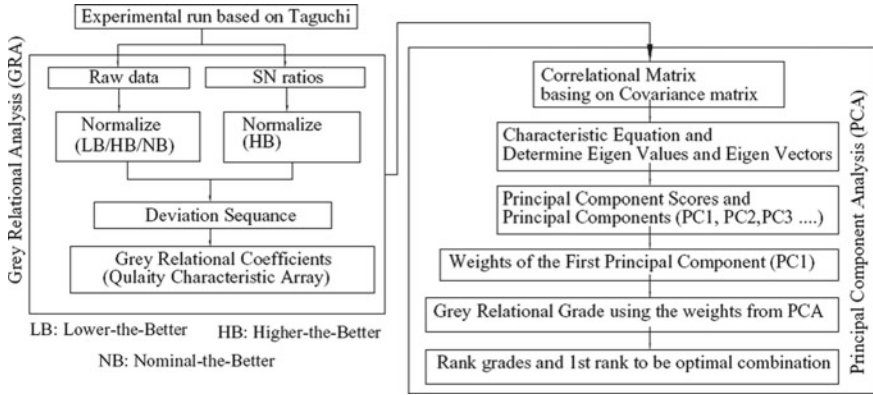 Experimental run based on Taguchi
Grey Relational Analysis (GRA)
Raw data
SN ratios
Normalize
(LB/HB/NB)
Normalize
(HB)
Deviation Sequance
Grey Relational Coefficients
(Qulaity Characteristic Array)
LB: Lower-the-Better
HB: Higher-the-Better
NB: Nominal-the-Better
Correlational Matrix
basing on Covariance matrix
Characteristic Equation and
Determine Eigen Values and Eigen Vectors
Principal Component Scores and
Principal Components (PC1, PC2,PC3 ....)
Weights of the First Principal Component (PC1)
Grey Relational Grade using the weights from PCA
Rank grades and 1st rank to be optimal combination
Principal Component Analysis (PCA)